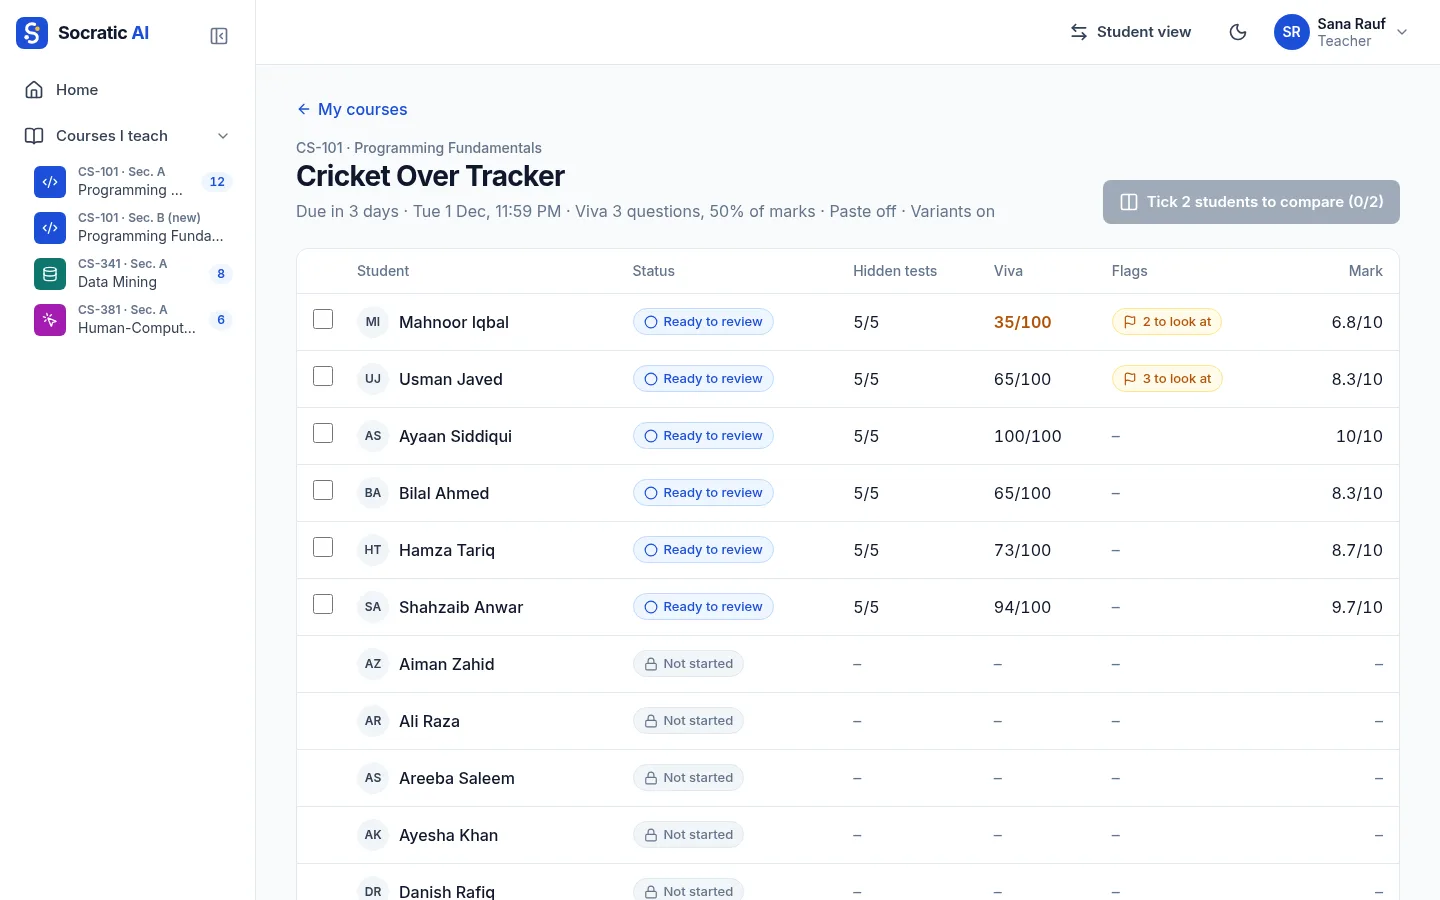 Socratic AI
Student view
SR
Sana Rauf
Teacher
Home
Courses I teach
CS-101 · Sec. A
Programming ...
12
CS-101 · Sec. B (new)
Programming Funda...
CS-341 · Sec. A
Data Mining
8
CS-381 · Sec. A
Human-Comput...
6
← My courses
CS-101 · Programming Fundamentals
Cricket Over Tracker
Due in 3 days · Tue 1 Dec, 11:59 PM · Viva 3 questions, 50% of marks · Paste off · Variants on
Tick 2 students to compare (0/2)
Student Status Hidden tests Viva Flags Mark
MI Mahnoor Iqbal Ready to review 5/5 35/100 2 to look at 6.8/10
UJ Usman Javed Ready to review 5/5 65/100 3 to look at 8.3/10
AS Ayaan Siddiqui Ready to review 5/5 100/100 – 10/10
BA Bilal Ahmed Ready to review 5/5 65/100 – 8.3/10
HT Hamza Tariq Ready to review 5/5 73/100 – 8.7/10
SA Shahzaib Anwar Ready to review 5/5 94/100 – 9.7/10
AZ Aiman Zahid Not started – – – –
AR Ali Raza Not started – – – –
AS Areeba Saleem Not started – – – –
AK Ayesha Khan Not started – – – –
DR Danish Rafiq Not started – – – –